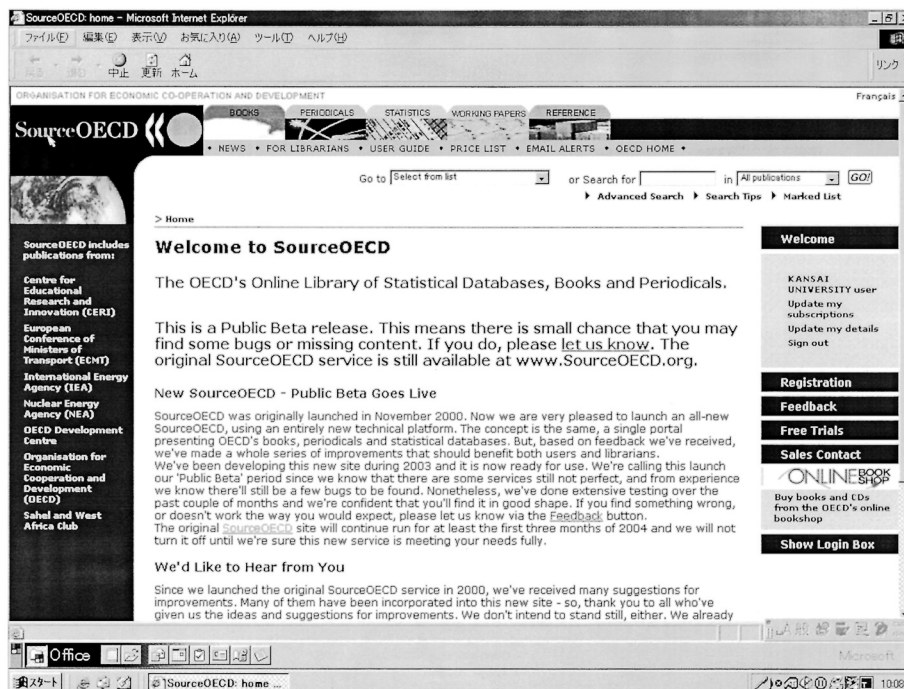 SourceOECD: home - Microsoft Internet Explorer
ファイル(F) 編集(E) 表示(V) お気に入り(A) ツール(T) ヘルプ(H)
戻る 進む 中止 更新 ホーム リンク
ORGANISATION FOR ECONOMIC CO-OPERATION AND DEVELOPMENT Français
BOOKS PERIODICALS STATISTICS WORKING PAPERS REFERENCE
SourceOECD
• NEWS • FOR LIBRARIANS • USER GUIDE • PRICE LIST • EMAIL ALERTS • OECD HOME •
Go to Select from list or Search for in All publications GO!
Advanced Search Search Tips Marked List
> Home
SourceOECD includes
publications from:
Centre for
Educational
Research and
Innovation (CERI)
European
Conference of
Ministers of
Transport (ECMT)
International Energy
Agency (IEA)
Nuclear Energy
Agency (NEA)
OECD Development
Centre
Organisation for
Economic
Cooperation and
Development
(OECD)
Sahel and West
Africa Club
Welcome to SourceOECD
The OECD's Online Library of Statistical Databases, Books and Periodicals.
This is a Public Beta release. This means there is small chance that you may
find some bugs or missing content. If you do, please let us know. The
original SourceOECD service is still available at www.SourceOECD.org.
New SourceOECD - Public Beta Goes Live
SourceOECD was originally launched in November 2000. Now we are very pleased to launch an all-new
SourceOECD, using an entirely new technical platform. The concept is the same, a single portal
presenting OECD's books, periodicals and statistical databases. But, based on feedback we've received,
we've made a whole series of improvements that should benefit both users and librarians.
We've been developing this new site during 2003 and it is now ready for use. We're calling this launch
our 'Public Beta' period since we know that there are some services still not perfect, and from experience
we know there'll still be a few bugs to be found. Nonetheless, we've done extensive testing over the
past couple of months and we're confident that you'll find it in good shape. If you find something wrong,
or doesn't work the way you would expect, please let us know via the Feedback button.
The original SourceOECD site will continue run for at least the first three months of 2004 and we will not
turn it off until we're sure this new service is meeting your needs fully.
We'd Like to Hear from You
Since we launched the original SourceOECD service in 2000, we've received many suggestions for
improvements. Many of them have been incorporated into this new site - so, thank you to all who've
given us the ideas and suggestions for improvements. We don't intend to stand still, either. We already
Welcome
KANSAI
UNIVERSITY user
Update my
subscriptions
Update my details
Sign out
Registration
Feedback
Free Trials
Sales Contact
ONLINE BOOK SHOP
Buy books and CDs
from the OECD's online
bookshop
Show Login Box
Office
Microsoft
スタート SourceOECD: home ... 10:08